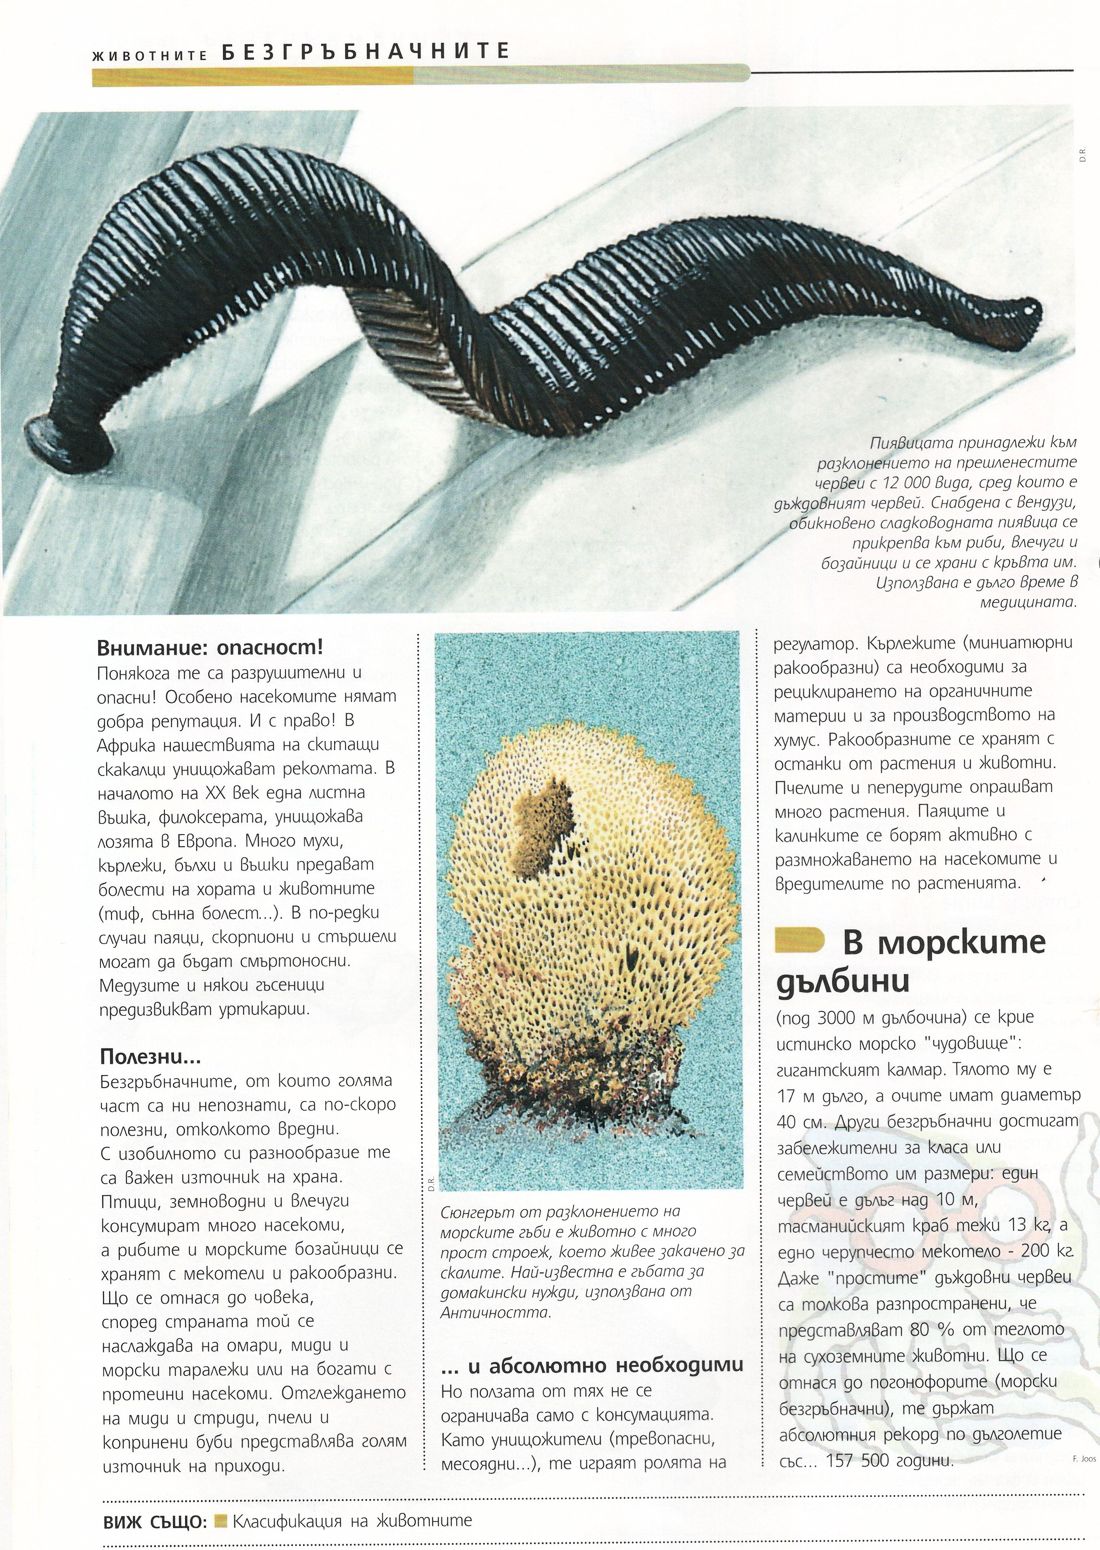 ЖИВОТНИТЕ БЕЗГРЪБНАЧНИТЕ
D.R.
Пиявицата принадлежи към
разклонението на прешленестите
червеи с 12 000 вида, сред които е
дъждовният червей. Снабдена с вендузи,
обикновено сладководната пиявица се
прикрепва към риби, влечуги и
бозайници и се храни с кръвта им.
Използвана е дълго време в
медицината.
Внимание: опасност!
Понякога те са разрушителни и
опасни! Особено насекомите нямат
добра репутация. И с право! В
Африка нашествията на скитащи
скакалци унищожават реколтата. В
началото на XX век една листна
въшка, филоксерата, унищожава
лозята в Европа. Много мухи,
кърлежи, бълхи и въшки предават
болести на хората и животните
(тиф, сънна болест...). В по-редки
случаи паяци, скорпиони и стършели
могат да бъдат смъртоносни.
Медузите и някои гъсеници
предизвикват уртикарии.
Полезни...
Безгръбначните, от които голяма
част са ни непознати, са по-скоро
полезни, отколкото вредни.
С изобилното си разнообразие те
са важен източник на храна.
Птици, земноводни и влечуги
консумират много насекоми,
а рибите и морските бозайници се
хранят с мекотели и ракообразни.
Що се отнася до човека,
според страната той се
наслаждава на омари, миди и
морски таралежи или на богати с
протеини насекоми. Отглеждането
на миди и стриди, пчели и
копринени буби представлява голям
източник на приходи.
D.R.
Сюнгерът от разклонението на
морските гъби е животно с много
прост строеж, което живее закачено за
скалите. Най-известна е гъбата за
домакински нужди, използвана от
Античността.
... и абсолютно необходими
Но ползата от тях не се
ограничава само с консумацията.
Като унищожители (тревопасни,
месоядни...), те играят ролята на
регулатор. Кърлежите (миниатюрни
ракообразни) са необходими за
рециклирането на органичните
материи и за производството на
хумус. Ракообразните се хранят с
останки от растения и животни.
Пчелите и пеперудите опрашват
много растения. Паяците и
калинките се борят активно с
размножаването на насекомите и
вредителите по растенията.
В морските
дълбини
(под 3000 м дълбочина) се крие
истинско морско "чудовище":
гигантският калмар. Тялото му е
17 м дълго, а очите имат диаметър
40 см. Други безгръбначни достигат
забележителни за класа или
семейството им размери: един
червей е дълъг над 10 м,
тасманийският краб тежи 13 кг, а
едно черупчесто мекотело - 200 кг.
Даже "простите" дъждовни червеи
са толкова разпространени, че
представляват 80 % от теглото
на сухоземните животни. Що се
отнася до погонофорите (морски
безгръбначни), те държат
абсолютния рекорд по дълголетие
със... 157 500 години.
F. Joos
ВИЖ СЪЩО: Класификация на животните